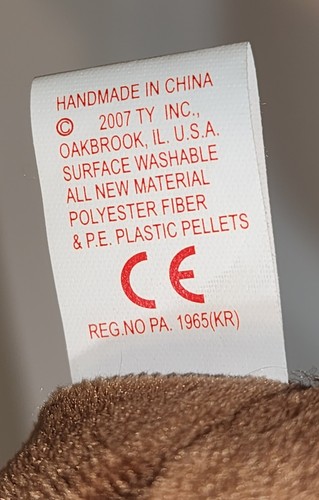 HANDMADE IN CHINA
© 2007 TY INC.,
OAKBROOK, IL. U.S.A.
SURFACE WASHABLE
ALL NEW MATERIAL
POLYESTER FIBER
& P.E. PLASTIC PELLETS
CE
REG.NO PA. 1965(KR)